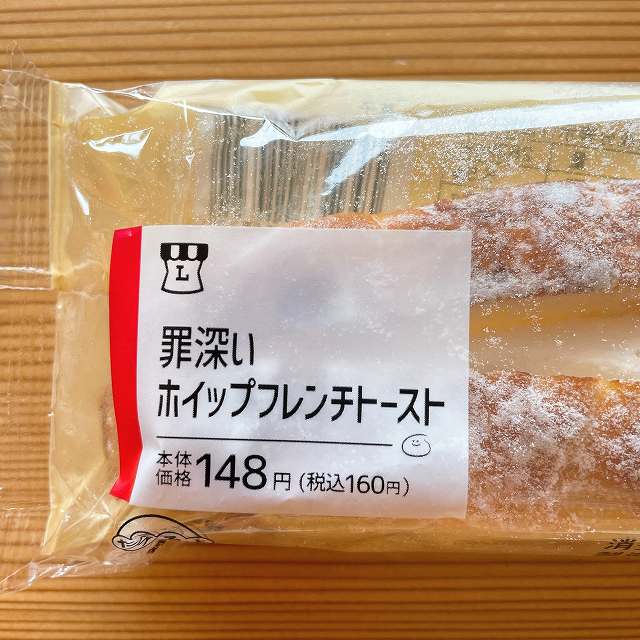 L
罪深い
ホイップフレンチトースト
本体
価格 148円 (税込160円)
消